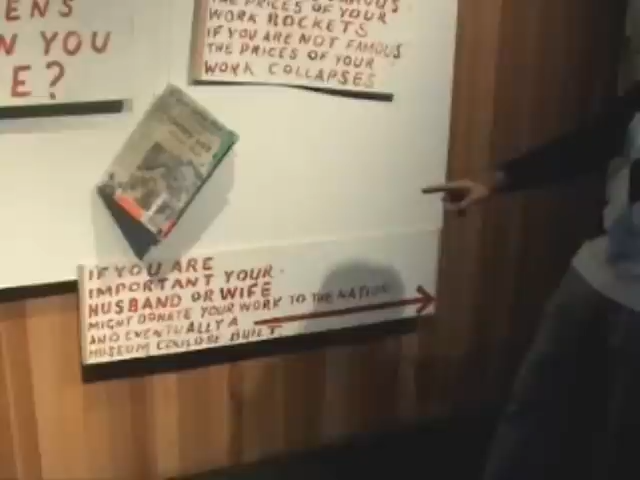 ENS
N YOU
E?
THE PRICES OF YOUR
WORK ROCKETS
IF YOU ARE NOT FAMOUS
THE PRICES OF YOUR
WORK COLLAPSES
IF YOU ARE
IMPORTANT YOUR
HUSBAND OR WIFE
MIGHT DONATE YOUR WORK TO THE NATION
AND EVENTUALLY A
MUSEUM COULD BE BUILT.